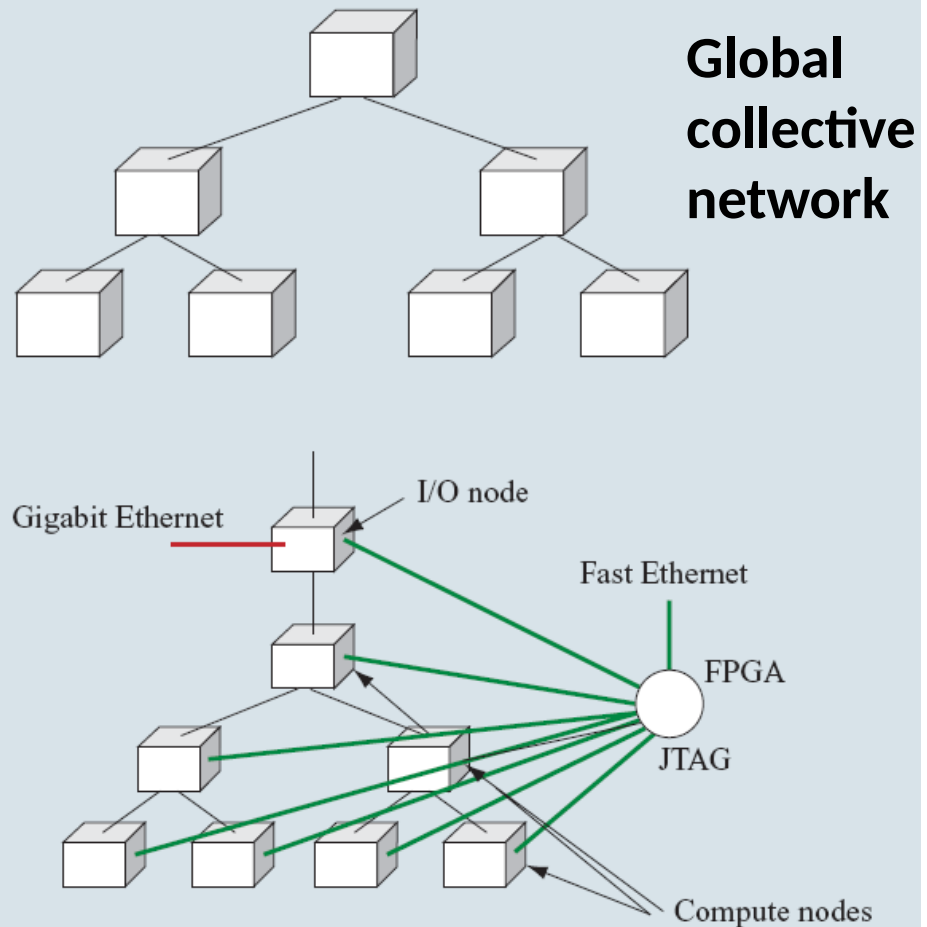 Global
collective
network
I/O node
Gigabit Ethernet
Fast Ethernet
FPGA
JTAG
Compute nodes